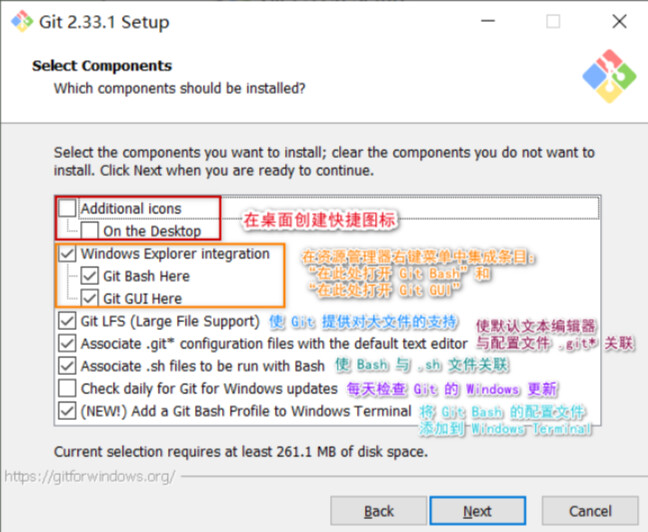 Git 2.33.1 Setup
Select Components
Which components should be installed?
Select the components you want to install; clear the components you do not want to
install. Click Next when you are ready to continue.
Additional icons
On the Desktop
在桌面创建快捷图标
Windows Explorer integration
Git Bash Here
Git GUI Here
在资源管理器右键菜单中集成条目:
“在此处打开 Git Bash” 和
“在此处打开 Git GUI”
Git LFS (Large File Support) 使 Git 提供对大文件的支持
Associate .git* configuration files with the default text editor
使默认文本编辑器
与配置文件 .git* 关联
Associate .sh files to be run with Bash 使 Bash 与 .sh 文件关联
Check daily for Git for Windows updates 每天检查 Git 的 Windows 更新
(NEW!) Add a Git Bash Profile to Windows Terminal
将 Git Bash 的配置文件
添加到 Windows Terminal
Current selection requires at least 261.1 MB of disk space.
https://gitforwindows.org/
Back Next Cancel